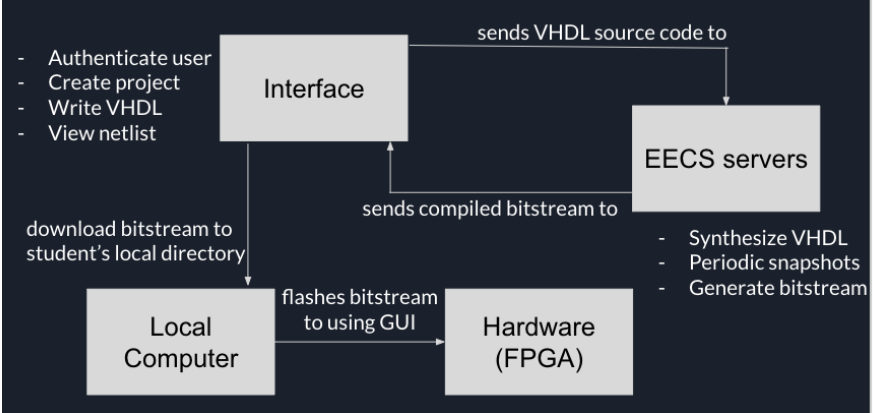 sends VHDL source code to
- Authenticate user
- Create project
- Write VHDL
- View netlist
Interface
EECS servers
sends compiled bitstream to
download bitstream to
student’s local directory
- Synthesize VHDL
- Periodic snapshots
- Generate bitstream
flashes bitstream
to using GUI
Local
Computer
Hardware
(FPGA)